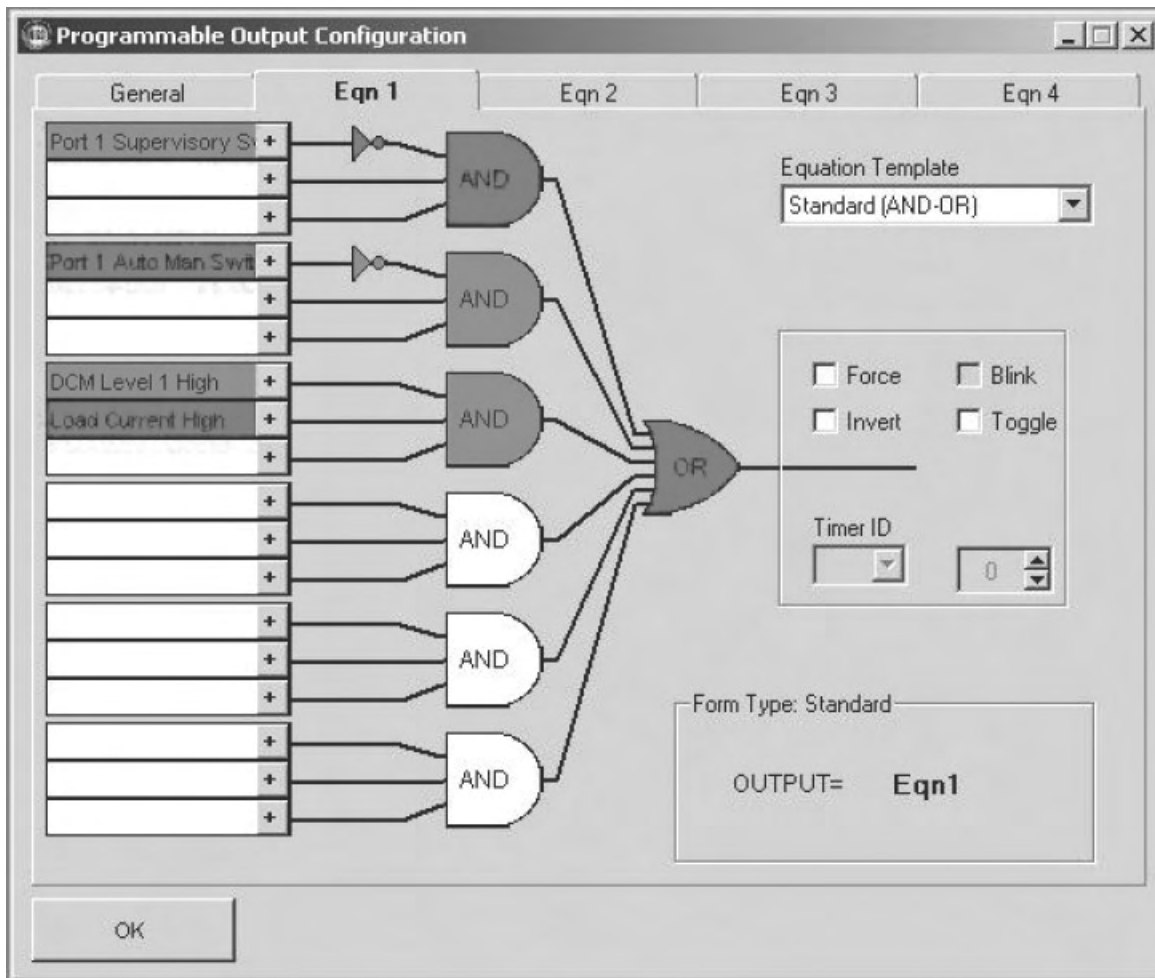 Programmable Output Configuration
General
Eqn 1
Eqn 2
Eqn 3
Eqn 4
Port 1 Supervisory Sw
+
+
+
AND
Port 1 Auto Man Swit
+
+
+
AND
DCM Level 1 High
+
Load Current High
+
+
AND
+
+
+
AND
+
+
+
AND
+
+
+
AND
OR
Equation Template
Standard (AND-OR)
Force
Blink
Invert
Toggle
Timer ID
0
Form Type: Standard
OUTPUT= Eqn1
OK